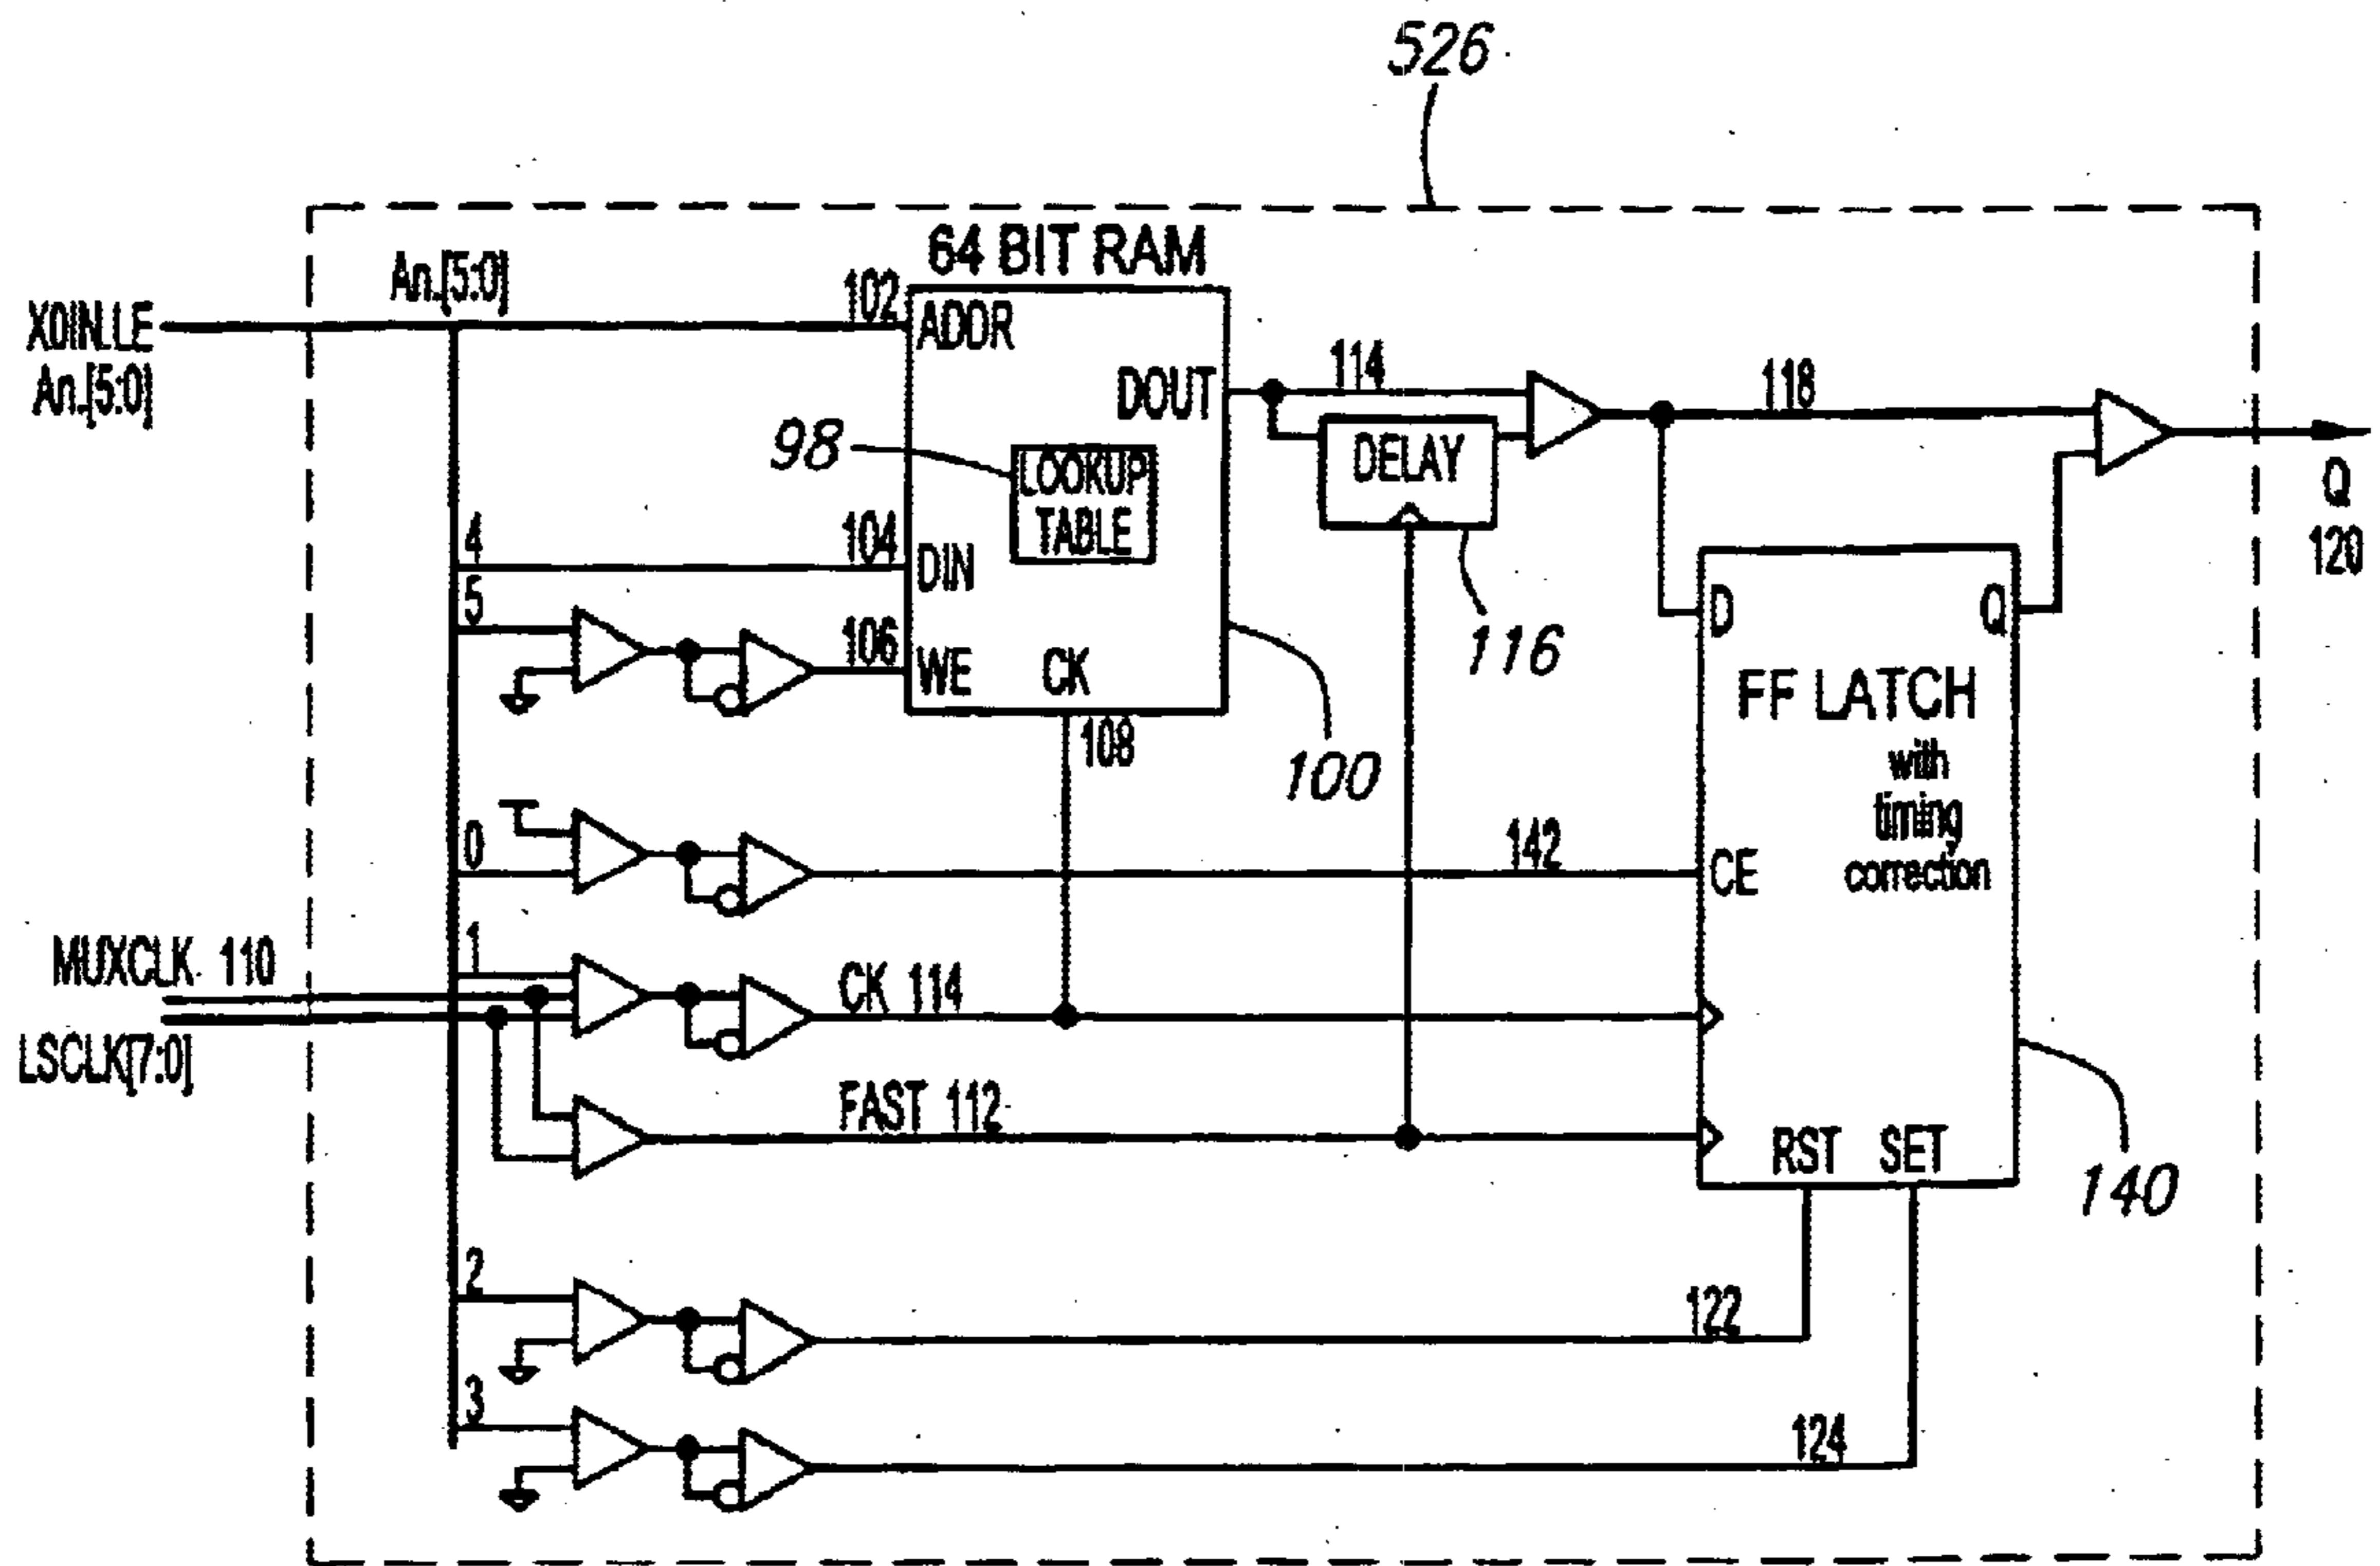 526
64 BIT RAM
An.[5:0]
XDIN.LE
An.[5:0]
102
ADDR
DOUT
114
118
98
LOOKUP
TABLE
DELAY
Q
120
4
104
DIN
5
106
WE
CK
116
D
Q
FF LATCH
with
timing
correction
108
100
0
142
CE
1
MUXCLK 110
CK 114
LSCLK[7:0]
FAST 112
RST SET
140
2
122
3
124